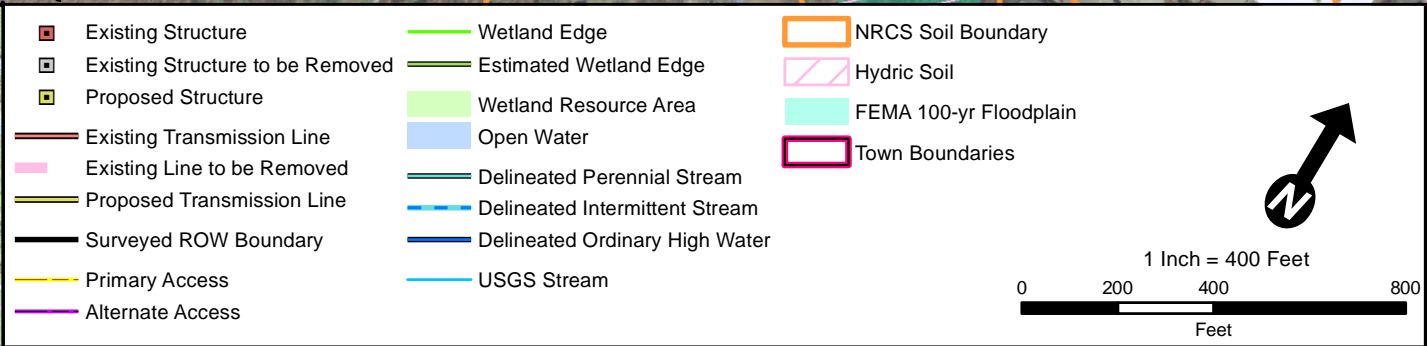 Existing Structure
Existing Structure to be Removed
Proposed Structure
Existing Transmission Line
Existing Line to be Removed
Proposed Transmission Line
Surveyed ROW Boundary
Primary Access
Alternate Access
Wetland Edge
Estimated Wetland Edge
Wetland Resource Area
Open Water
Delineated Perennial Stream
Delineated Intermittent Stream
Delineated Ordinary High Water
USGS Stream
NRCS Soil Boundary
Hydric Soil
FEMA 100-yr Floodplain
Town Boundaries
N
1 Inch = 400 Feet
0 200 400 800
Feet